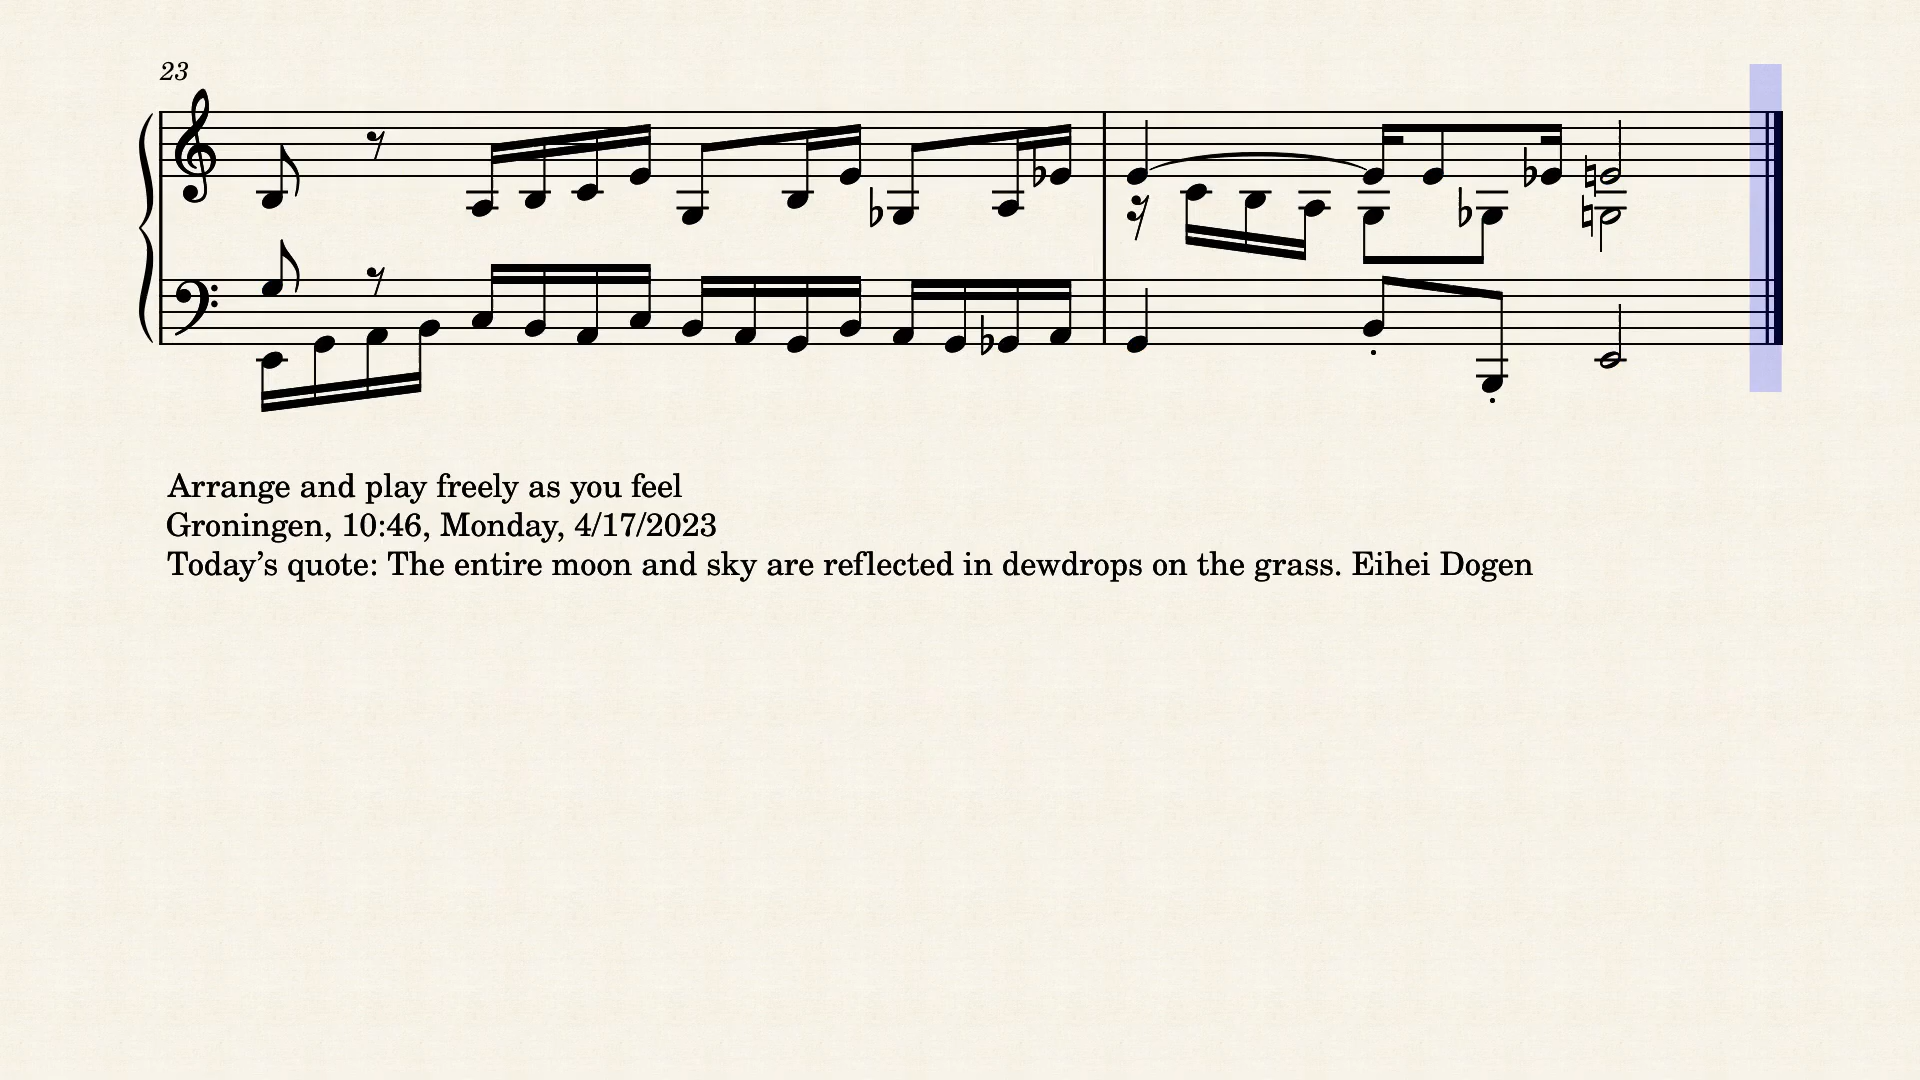 23
Arrange and play freely as you feel
Groningen, 10:46, Monday, 4/17/2023
Today’s quote: The entire moon and sky are reflected in dewdrops on the grass. Eihei Dogen